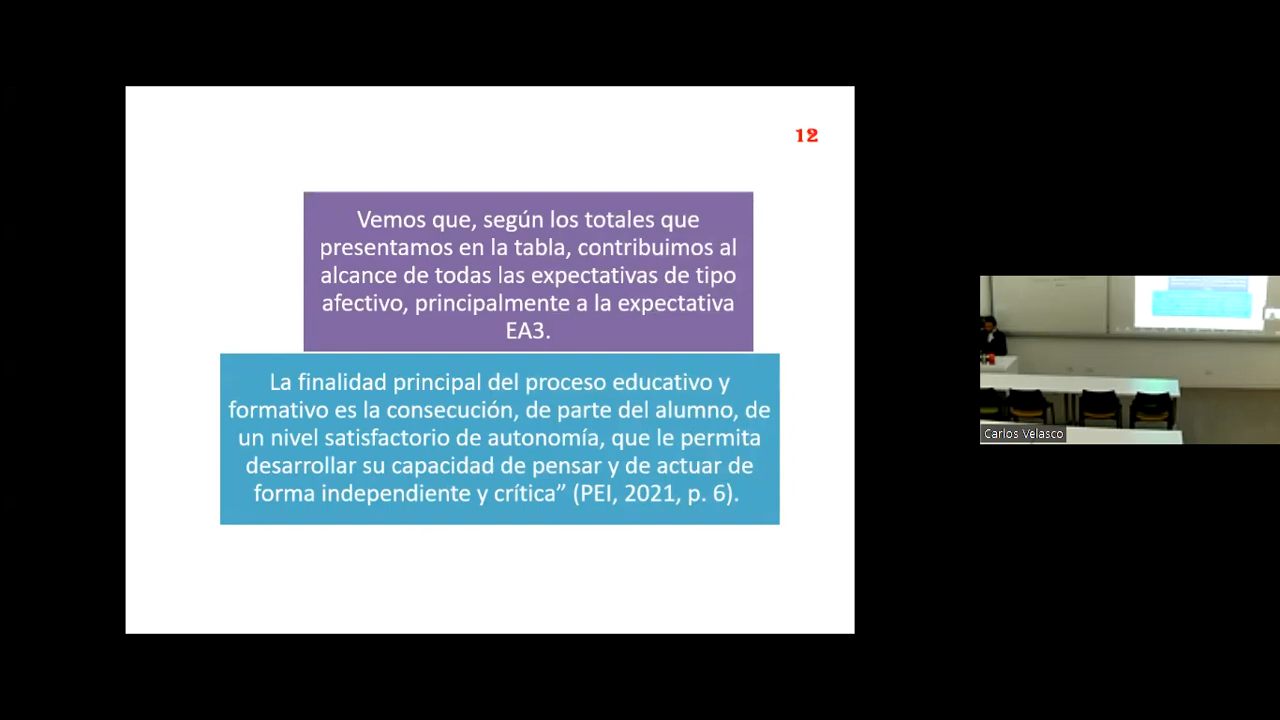 12
Vemos que, según los totales que
presentamos en la tabla, contribuimos al
alcance de todas las expectativas de tipo
afectivo, principalmente a la expectativa
EA3.
La finalidad principal del proceso educativo y
formativo es la consecución, de parte del alumno, de
un nivel satisfactorio de autonomía, que le permita
desarrollar su capacidad de pensar y de actuar de
forma independiente y crítica” (PEI, 2021, p. 6).
Carlos Velasco